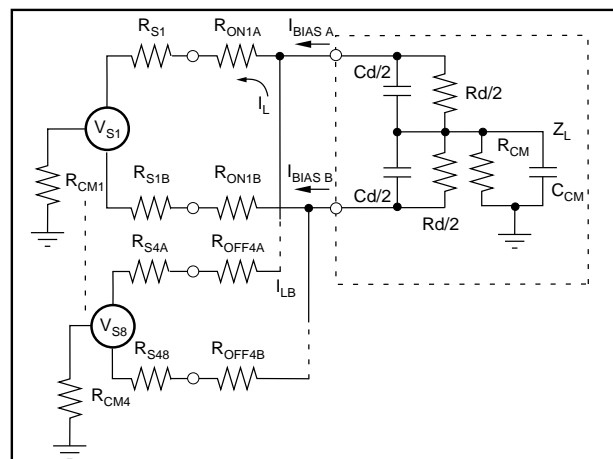 R_S1 R_ON1A I_BIAS A
Cd/2 Rd/2
I_L
V_S1
Z_L
R_CM
I_BIAS B
R_CM1
R_S1B R_ON1B
Cd/2 Rd/2 C_CM
R_S4A R_OFF4A
I_LB
V_S8
R_S48 R_OFF4B
R_CM4